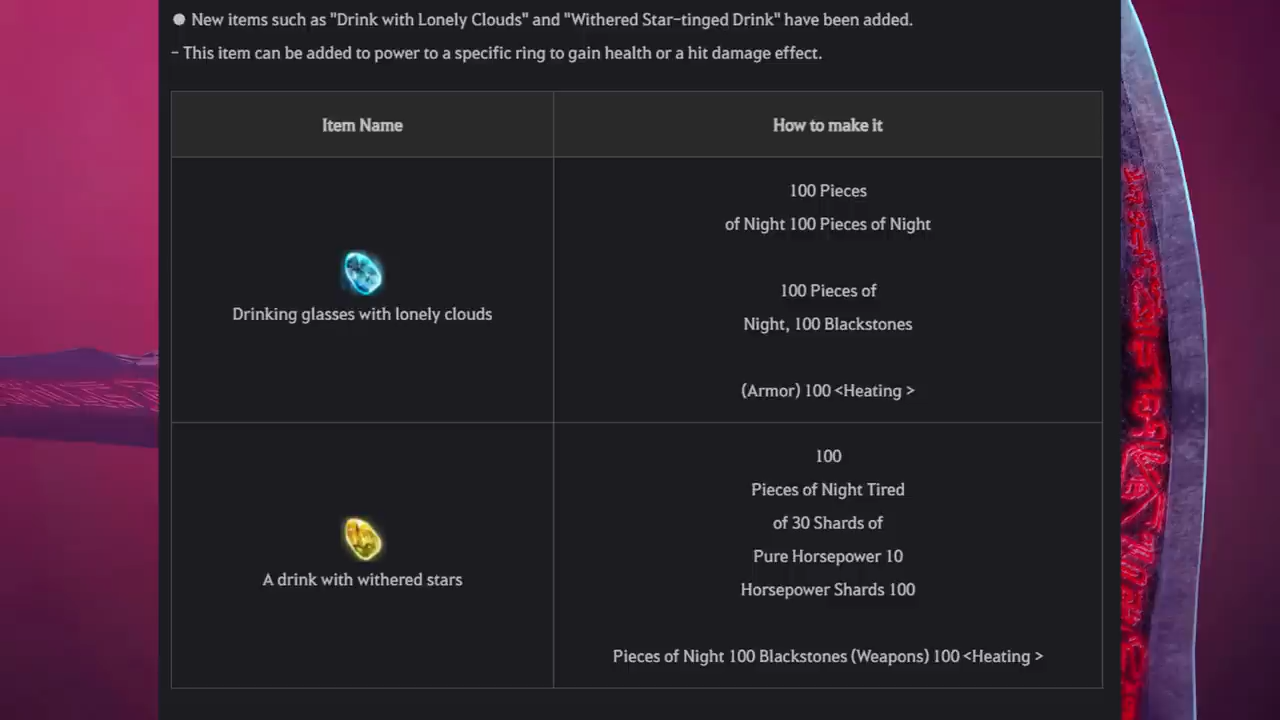 ● New items such as "Drink with Lonely Clouds" and "Withered Star-tinged Drink" have been added.
- This item can be added to power to a specific ring to gain health or a hit damage effect.
Item Name
How to make it
Drinking glasses with lonely clouds
100 Pieces
of Night 100 Pieces of Night
100 Pieces of
Night, 100 Blackstones
(Armor) 100 <Heating >
A drink with withered stars
100
Pieces of Night Tired
of 30 Shards of
Pure Horsepower 10
Horsepower Shards 100
Pieces of Night 100 Blackstones (Weapons) 100 <Heating >